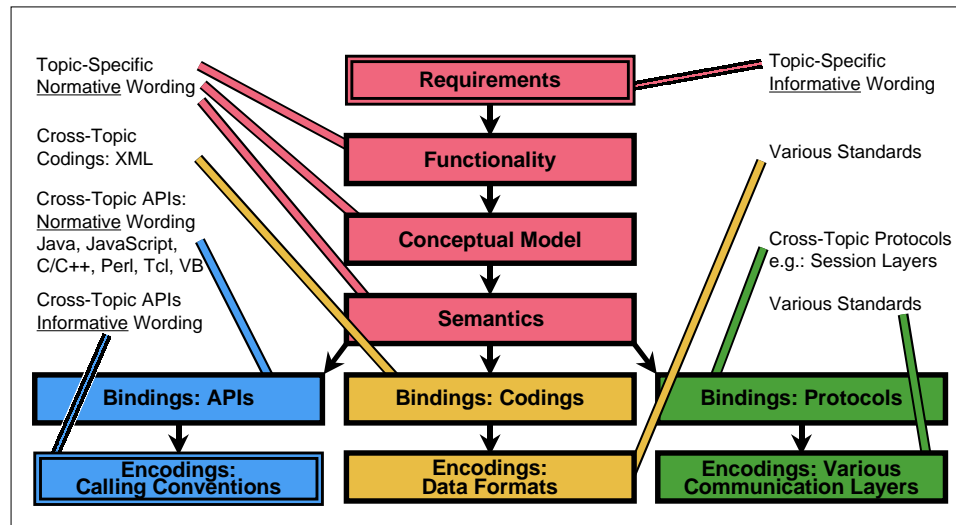 Topic-Specific
Normative Wording
Requirements
Topic-Specific
Informative Wording
Cross-Topic
Codings: XML
Functionality
Various Standards
Cross-Topic APIs:
Normative Wording
Java, JavaScript,
C/C++, Perl, Tcl, VB
Conceptual Model
Cross-Topic Protocols
e.g.: Session Layers
Cross-Topic APIs
Informative Wording
Semantics
Various Standards
Bindings: APIs
Bindings: Codings
Bindings: Protocols
Encodings:
Calling Conventions
Encodings:
Data Formats
Encodings: Various
Communication Layers